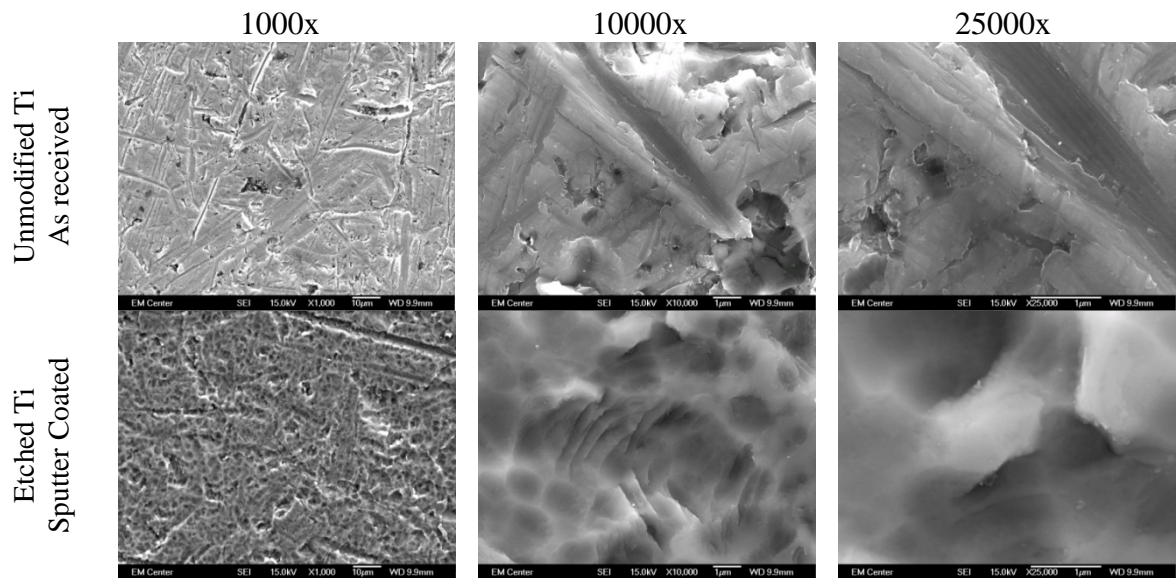 1000x
10000x
25000x
Unmodified Ti
As received
EM Center SEI 15.0kV X1,000 10µm WD 9.9mm
EM Center SEI 15.0kV X10,000 1µm WD 9.9mm
EM Center SEI 15.0kV X25,000 1µm WD 9.9mm
Etched Ti
Sputter Coated
EM Center SEI 15.0kV X1,000 10µm WD 9.9mm
EM Center SEI 15.0kV X10,000 1µm WD 9.9mm
EM Center SEI 15.0kV X25,000 1µm WD 9.9mm